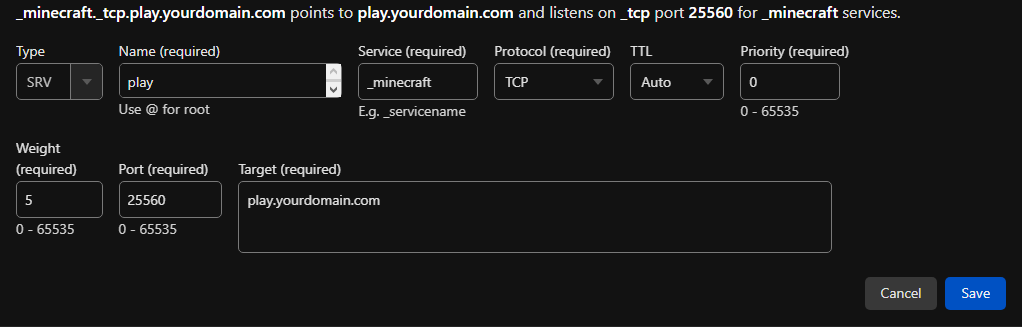 _minecraft._tcp.play.yourdomain.com points to play.yourdomain.com and listens on _tcp port 25560 for _minecraft services.
Type Name (required) Service (required) Protocol (required) TTL Priority (required)
SRV play _minecraft TCP Auto 0
Use @ for root E.g. _servicename 0 - 65535
Weight
(required) Port (required) Target (required)
5 25560 play.yourdomain.com
0 - 65535 0 - 65535
Cancel Save